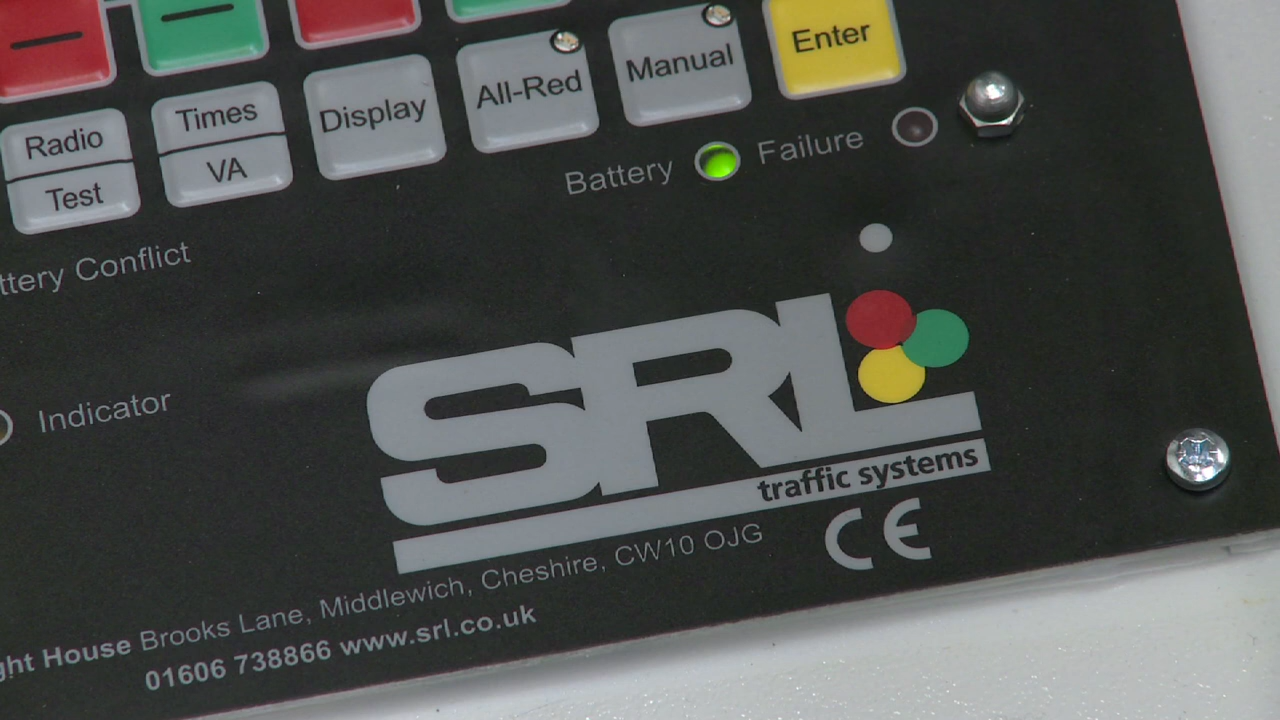 Radio
Test
Times
VA
Display
All-Red
Manual
Enter
Battery
Failure
ttery Conflict
Indicator
SRL
traffic systems
CE
ght House Brooks Lane, Middlewich, Cheshire, CW10 OJG
01606 738866 www.srl.co.uk